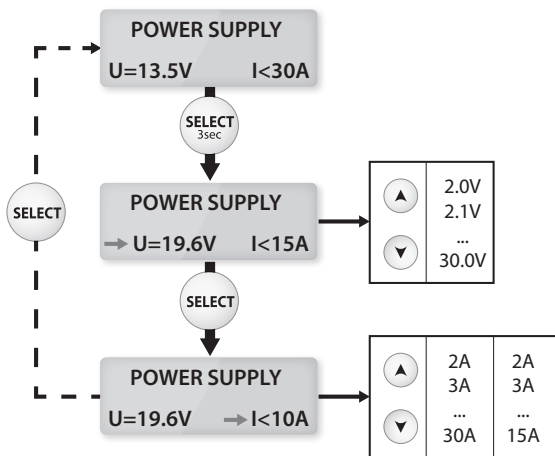 POWER SUPPLY
U=13.5V I<30A
SELECT
3sec
SELECT
POWER SUPPLY
U=19.6V I<15A
2.0V
2.1V
...
30.0V
SELECT
POWER SUPPLY
U=19.6V I<10A
2A 2A
3A 3A
... ...
30A 15A